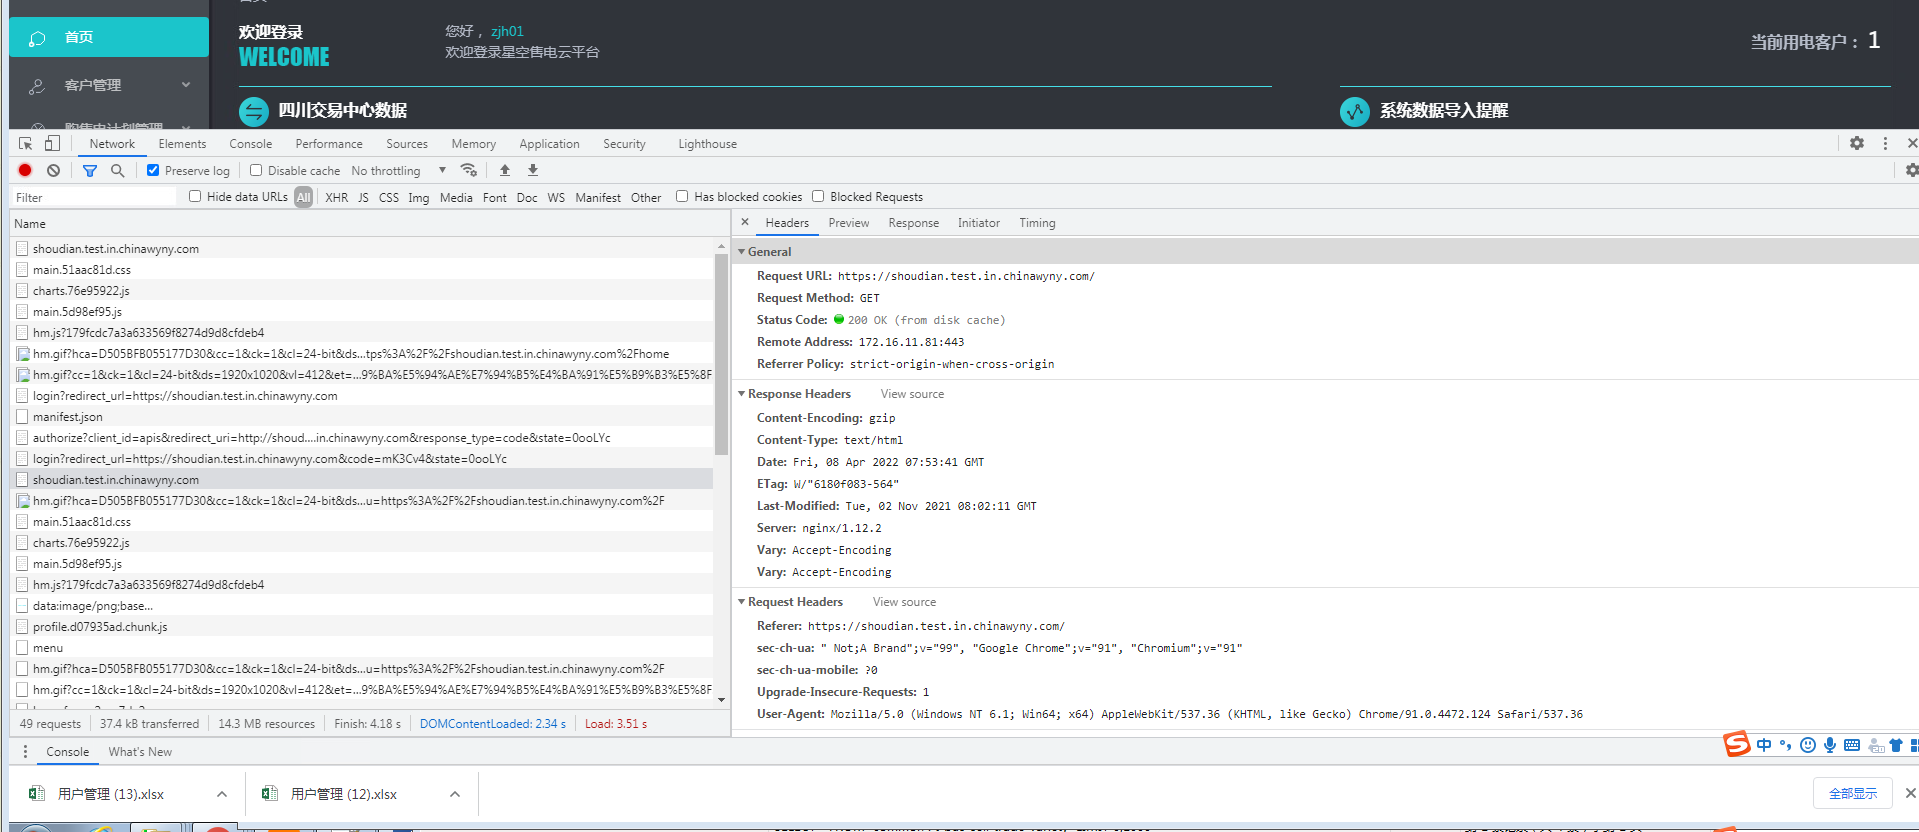 首页
欢迎登录
WELCOME
您好， zjh01
欢迎登录星空售电云平台
当前用电客户： 1
客户管理
四川交易中心数据
系统数据导入提醒
购售电计划管理
Network Elements Console Performance Sources Memory Application Security Lighthouse
Preserve log Disable cache No throttling
Filter Hide data URLs All XHR JS CSS Img Media Font Doc WS Manifest Other Has blocked cookies Blocked Requests
Name
shoudian.test.in.chinawyny.com
main.51aac81d.css
charts.76e95922.js
main.5d98ef95.js
hm.js?179fcdc7a3a633569f8274d9d8cfdeb4
hm.gif?hca=D505BFB055177D30&cc=1&ck=1&cl=24-bit&ds...tps%3A%2F%2Fshoudian.test.in.chinawyny.com%2Fhome
hm.gif?cc=1&ck=1&cl=24-bit&ds=1920x1020&vl=412&et=...9%BA%E5%94%AE%E7%94%B5%E4%BA%91%E5%B9%B3%E5%8F
login?redirect_url=https://shoudian.test.in.chinawyny.com
manifest.json
authorize?client_id=apis&redirect_uri=http://shoud....in.chinawyny.com&response_type=code&state=0ooLYc
login?redirect_url=https://shoudian.test.in.chinawyny.com&code=mK3Cv4&state=0ooLYc
shoudian.test.in.chinawyny.com
hm.gif?hca=D505BFB055177D30&cc=1&ck=1&cl=24-bit&ds...u=https%3A%2F%2Fshoudian.test.in.chinawyny.com%2F
main.51aac81d.css
charts.76e95922.js
main.5d98ef95.js
hm.js?179fcdc7a3a633569f8274d9d8cfdeb4
data:image/png;base...
profile.d07935ad.chunk.js
menu
hm.gif?hca=D505BFB055177D30&cc=1&ck=1&cl=24-bit&ds...u=https%3A%2F%2Fshoudian.test.in.chinawyny.com%2F
hm.gif?cc=1&ck=1&cl=24-bit&ds=1920x1020&vl=412&et=...9%BA%E5%94%AE%E7%94%B5%E4%BA%91%E5%B9%B3%E5%8F
49 requests 37.4 kB transferred 14.3 MB resources Finish: 4.18 s DOMContentLoaded: 2.34 s Load: 3.51 s
Headers Preview Response Initiator Timing
General
Request URL: https://shoudian.test.in.chinawyny.com/
Request Method: GET
Status Code: 200 OK (from disk cache)
Remote Address: 172.16.11.81:443
Referrer Policy: strict-origin-when-cross-origin
Response Headers View source
Content-Encoding: gzip
Content-Type: text/html
Date: Fri, 08 Apr 2022 07:53:41 GMT
ETag: W/"6180f083-564"
Last-Modified: Tue, 02 Nov 2021 08:02:11 GMT
Server: nginx/1.12.2
Vary: Accept-Encoding
Vary: Accept-Encoding
Request Headers View source
Referer: https://shoudian.test.in.chinawyny.com/
sec-ch-ua: " Not;A Brand";v="99", "Google Chrome";v="91", "Chromium";v="91"
sec-ch-ua-mobile: ?0
Upgrade-Insecure-Requests: 1
User-Agent: Mozilla/5.0 (Windows NT 6.1; Win64; x64) AppleWebKit/537.36 (KHTML, like Gecko) Chrome/91.0.4472.124 Safari/537.36
中
Console What's New
用户管理 (13).xlsx 用户管理 (12).xlsx 全部显示